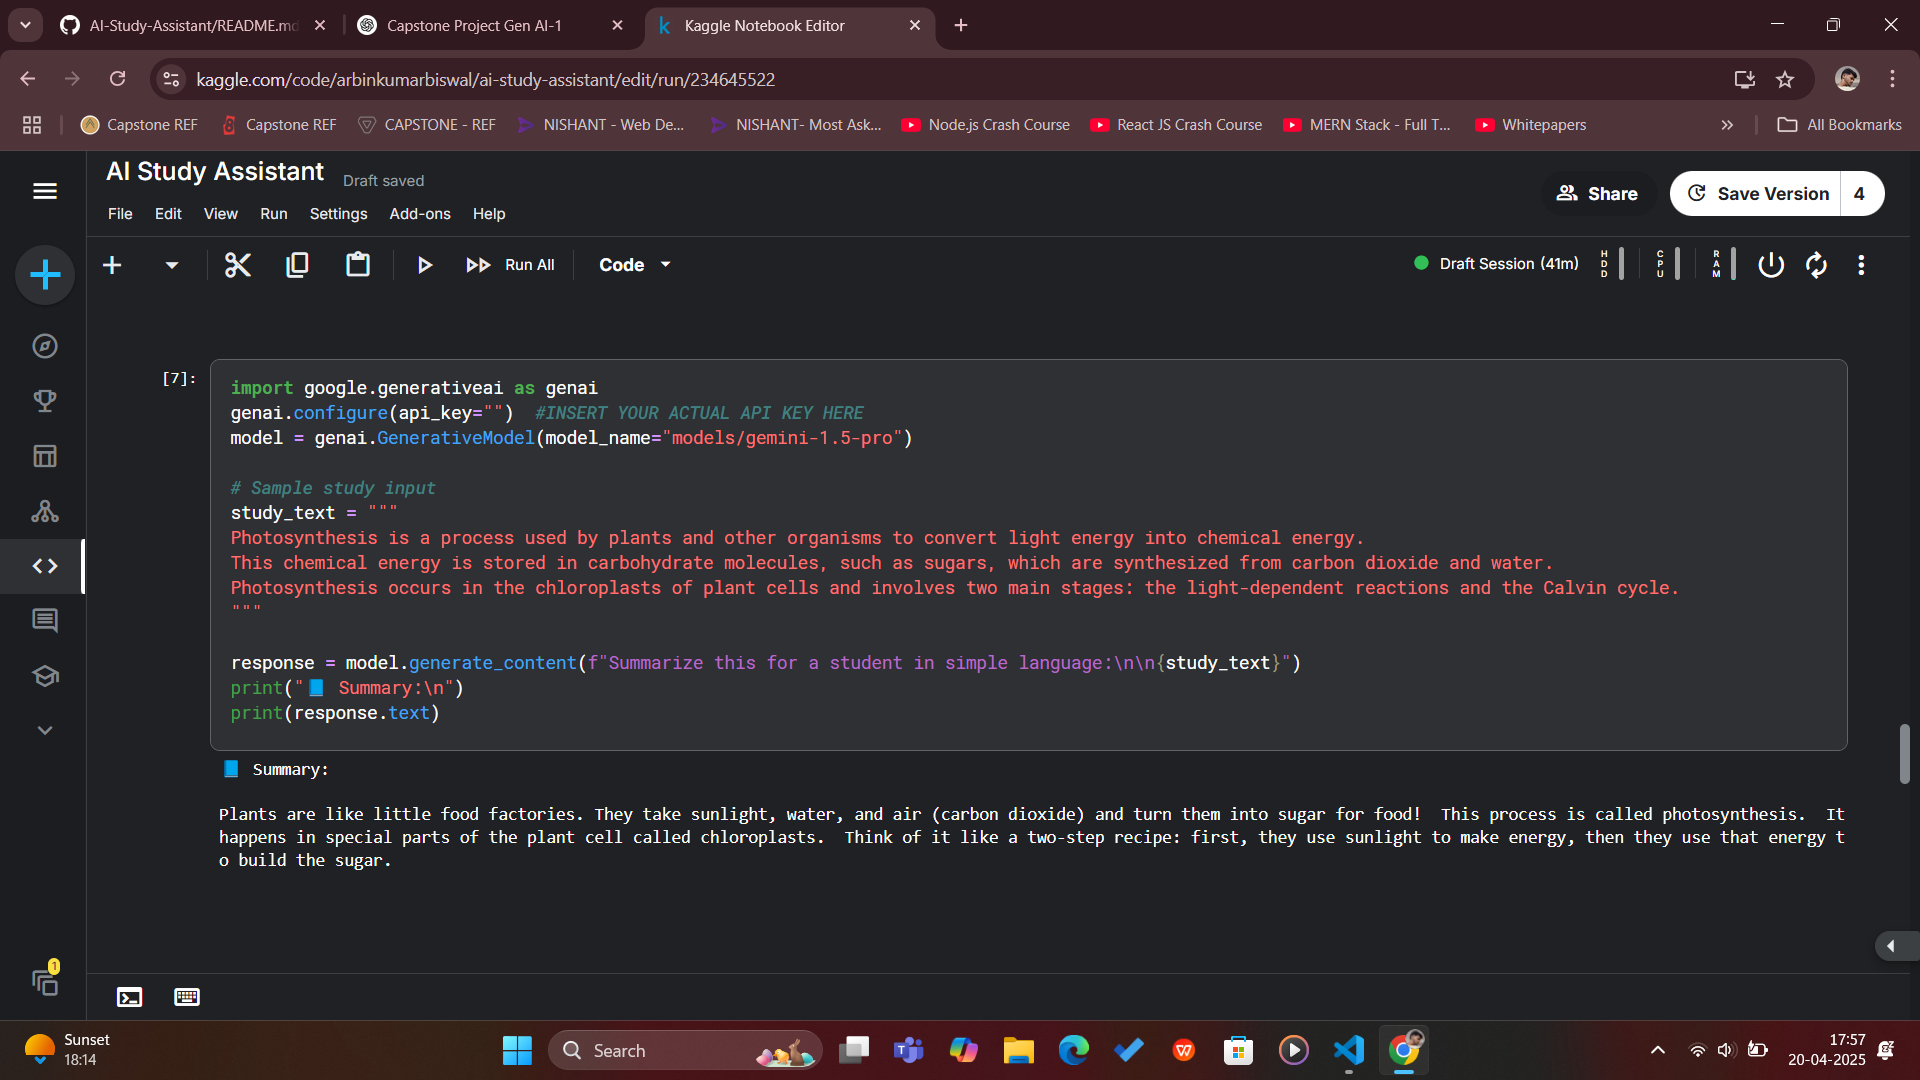 AI-Study-Assistant/README.md
Capstone Project Gen AI-1
Kaggle Notebook Editor
kaggle.com/code/arbinkumarbiswal/ai-study-assistant/edit/run/234645522
Capstone REF
Capstone REF
CAPSTONE - REF
NISHANT - Web De...
NISHANT- Most Ask...
Node.js Crash Course
React JS Crash Course
MERN Stack - Full T...
Whitepapers
All Bookmarks
AI Study Assistant
Draft saved
File Edit View Run Settings Add-ons Help
Share
Save Version
4
Run All
Code
Draft Session (41m)
HDD
CPU
RAM
[7]:
import google.generativeai as genai
genai.configure(api_key="")  #INSERT YOUR ACTUAL API KEY HERE
model = genai.GenerativeModel(model_name="models/gemini-1.5-pro")
# Sample study input
study_text = """
Photosynthesis is a process used by plants and other organisms to convert light energy into chemical energy.
This chemical energy is stored in carbohydrate molecules, such as sugars, which are synthesized from carbon dioxide and water.
Photosynthesis occurs in the chloroplasts of plant cells and involves two main stages: the light-dependent reactions and the Calvin cycle.
"""
response = model.generate_content(f"Summarize this for a student in simple language:\n\n{study_text}")
print("📘 Summary:\n")
print(response.text)
📘 Summary:
Plants are like little food factories. They take sunlight, water, and air (carbon dioxide) and turn them into sugar for food!  This process is called photosynthesis.  It
happens in special parts of the plant cell called chloroplasts.  Think of it like a two-step recipe: first, they use sunlight to make energy, then they use that energy t
o build the sugar.
1
Sunset
18:14
Search
17:57
20-04-2025